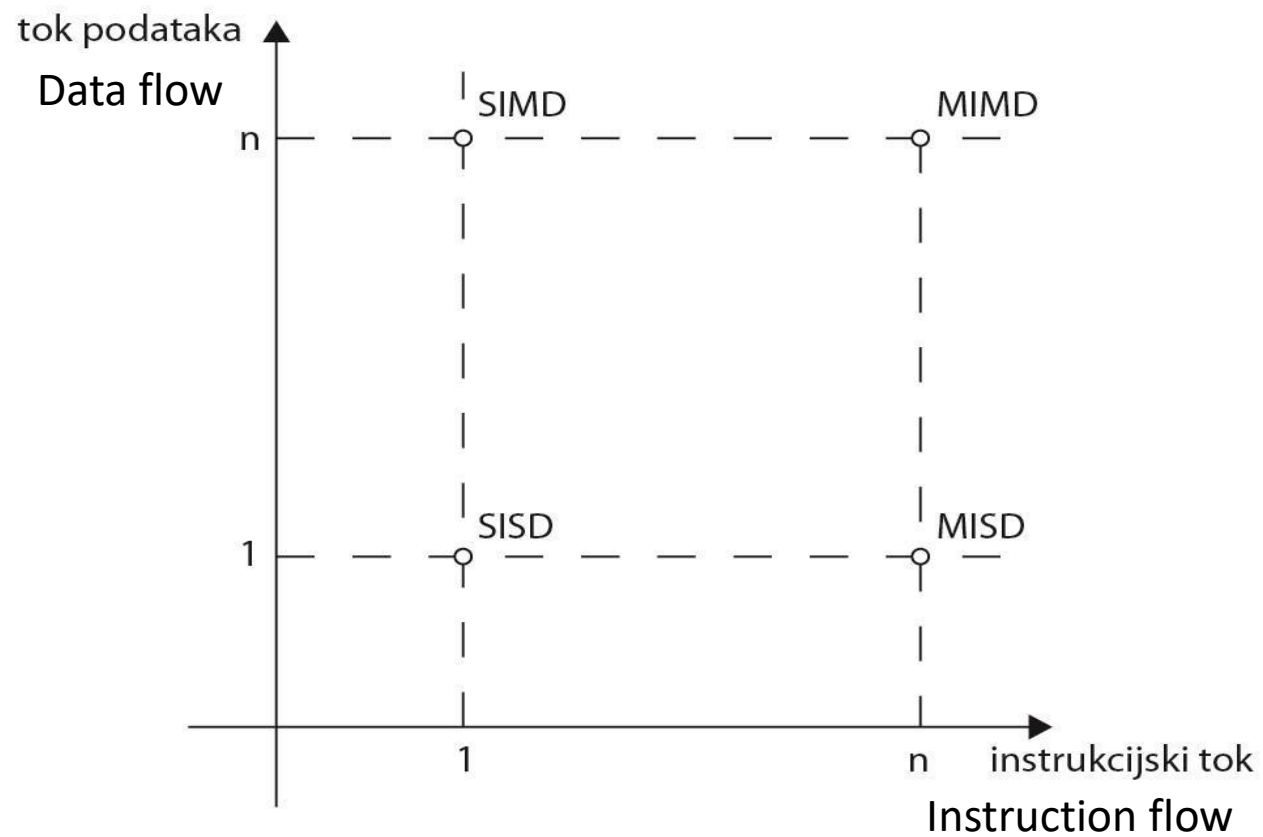 tok podataka
Data flow
SIMD
MIMD
n
SISD
MISD
1
1
n
instrukcijski tok
Instruction flow